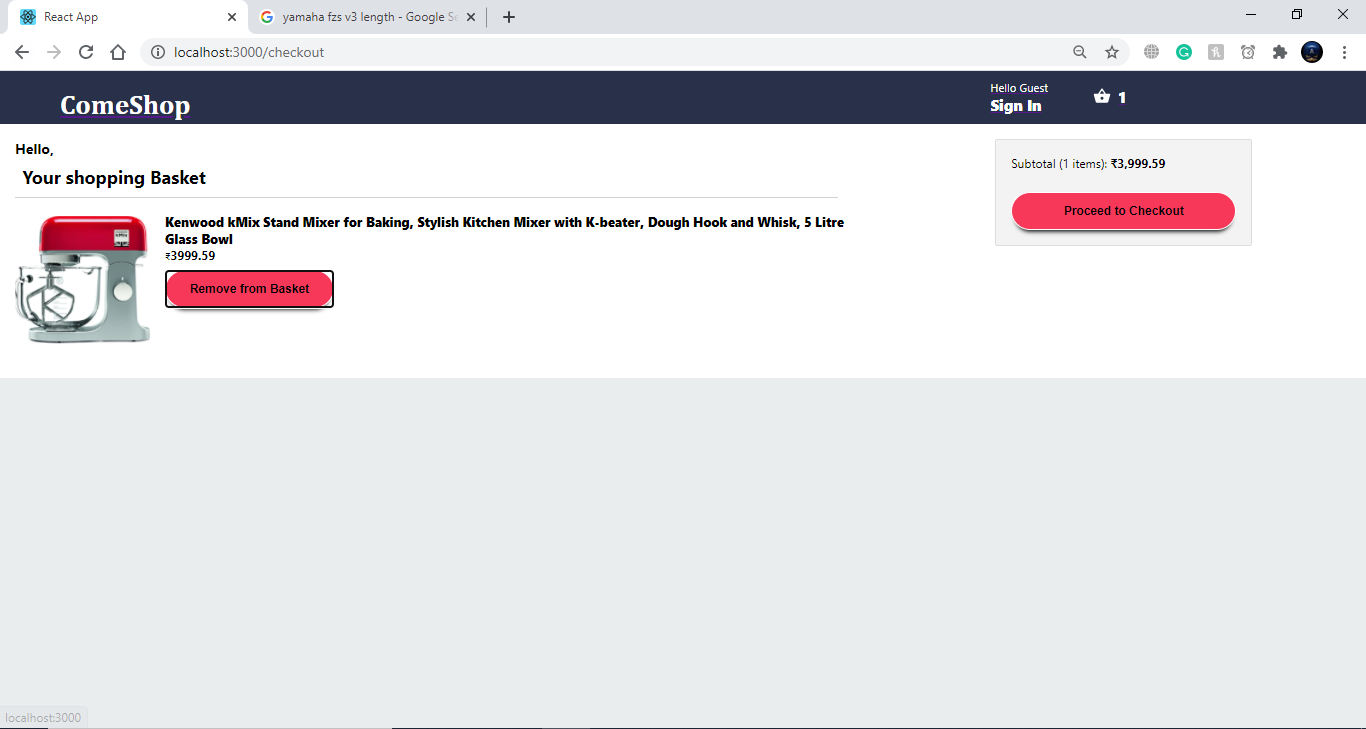 React App
yamaha fzs v3 length - Google Se
localhost:3000/checkout
ComeShop
Hello Guest
Sign In
1
Hello,
Your shopping Basket
Subtotal (1 items): ₹3,999.59
Proceed to Checkout
Kenwood kMix Stand Mixer for Baking, Stylish Kitchen Mixer with K-beater, Dough Hook and Whisk, 5 Litre
Glass Bowl
₹3999.59
Remove from Basket
localhost:3000